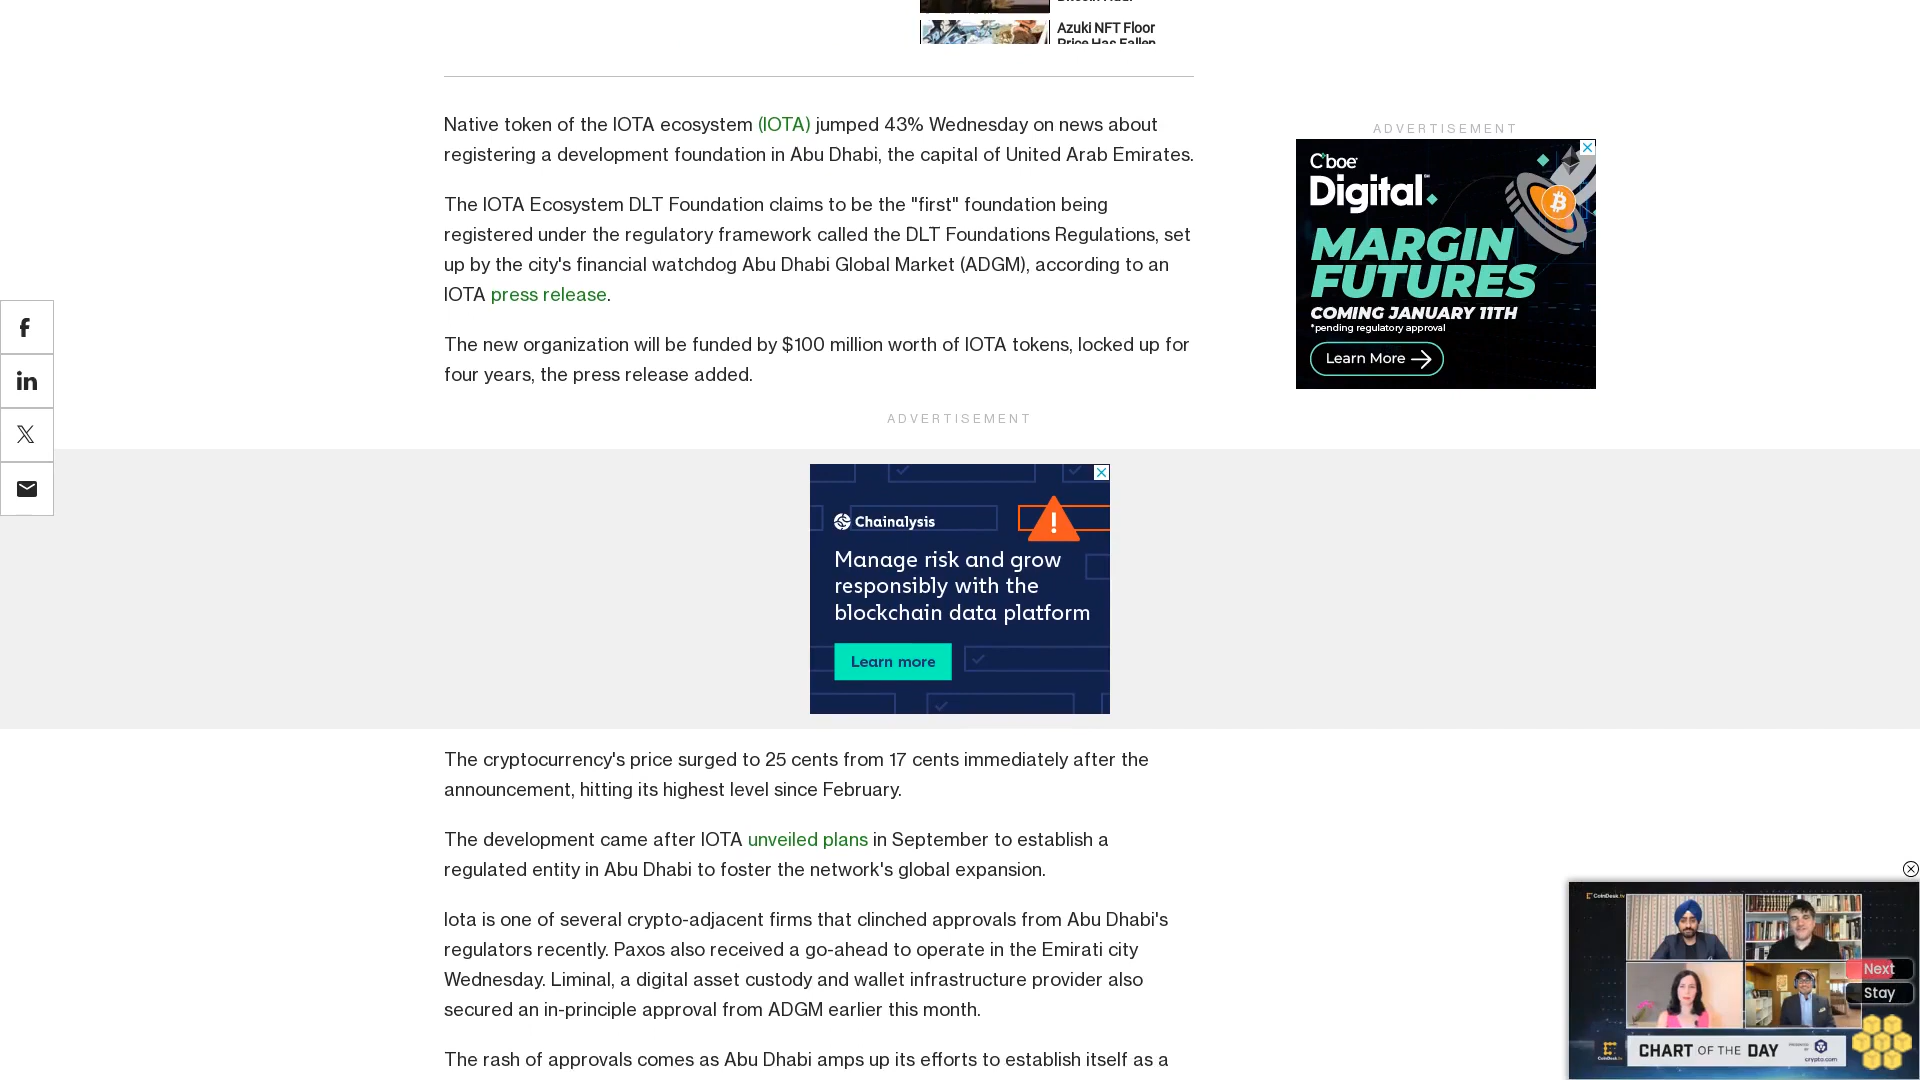 Azuki NFT Floor
Price Has Fallen
Native token of the IOTA ecosystem (IOTA) jumped 43% Wednesday on news about
registering a development foundation in Abu Dhabi, the capital of United Arab Emirates.
The IOTA Ecosystem DLT Foundation claims to be the "first" foundation being
registered under the regulatory framework called the DLT Foundations Regulations, set
up by the city's financial watchdog Abu Dhabi Global Market (ADGM), according to an
IOTA press release.
The new organization will be funded by $100 million worth of IOTA tokens, locked up for
four years, the press release added.
ADVERTISEMENT
Cboe
Digital
MARGIN
FUTURES
COMING JANUARY 11TH
*pending regulatory approval
Learn More
ADVERTISEMENT
Chainalysis
Manage risk and grow
responsibly with the
blockchain data platform
Learn more
The cryptocurrency's price surged to 25 cents from 17 cents immediately after the
announcement, hitting its highest level since February.
The development came after IOTA unveiled plans in September to establish a
regulated entity in Abu Dhabi to foster the network's global expansion.
Iota is one of several crypto-adjacent firms that clinched approvals from Abu Dhabi's
regulators recently. Paxos also received a go-ahead to operate in the Emirati city
Wednesday. Liminal, a digital asset custody and wallet infrastructure provider also
secured an in-principle approval from ADGM earlier this month.
The rash of approvals comes as Abu Dhabi amps up its efforts to establish itself as a
CoinDesk.tv
Next
Stay
CHART OF THE DAY
crypto.com